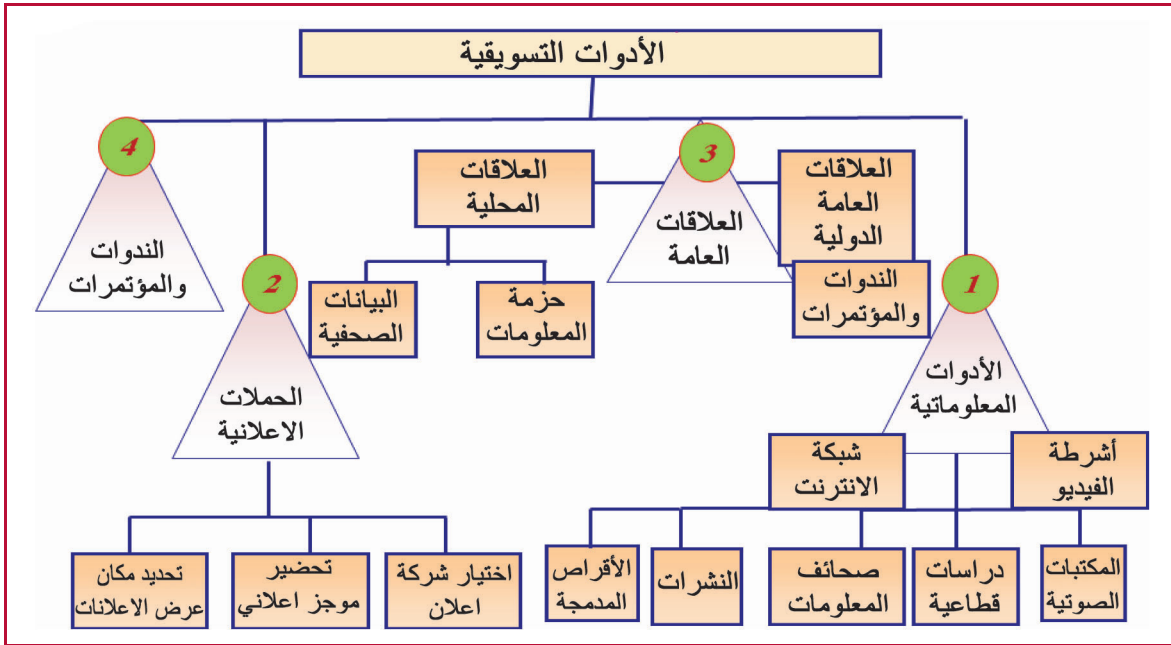 الأدوات التسويقية
1
الأدوات
المعلوماتية
أشرطة
الفيديو
شبكة
الانترنت
المكتبات
الصوتية
دراسات
قطاعية
صحائف
المعلومات
النشرات
الأقراص
المدمجة
2
الحملات
الاعلانية
اختيار شركة
اعلان
تحضير
موجز اعلاني
تحديد مكان
عرض الاعلانات
3
العلاقات
العامة
العلاقات
العامة
الدولية
الندوات
والمؤتمرات
العلاقات
المحلية
حزمة
المعلومات
البيانات
الصحفية
4
الندوات
والمؤتمرات